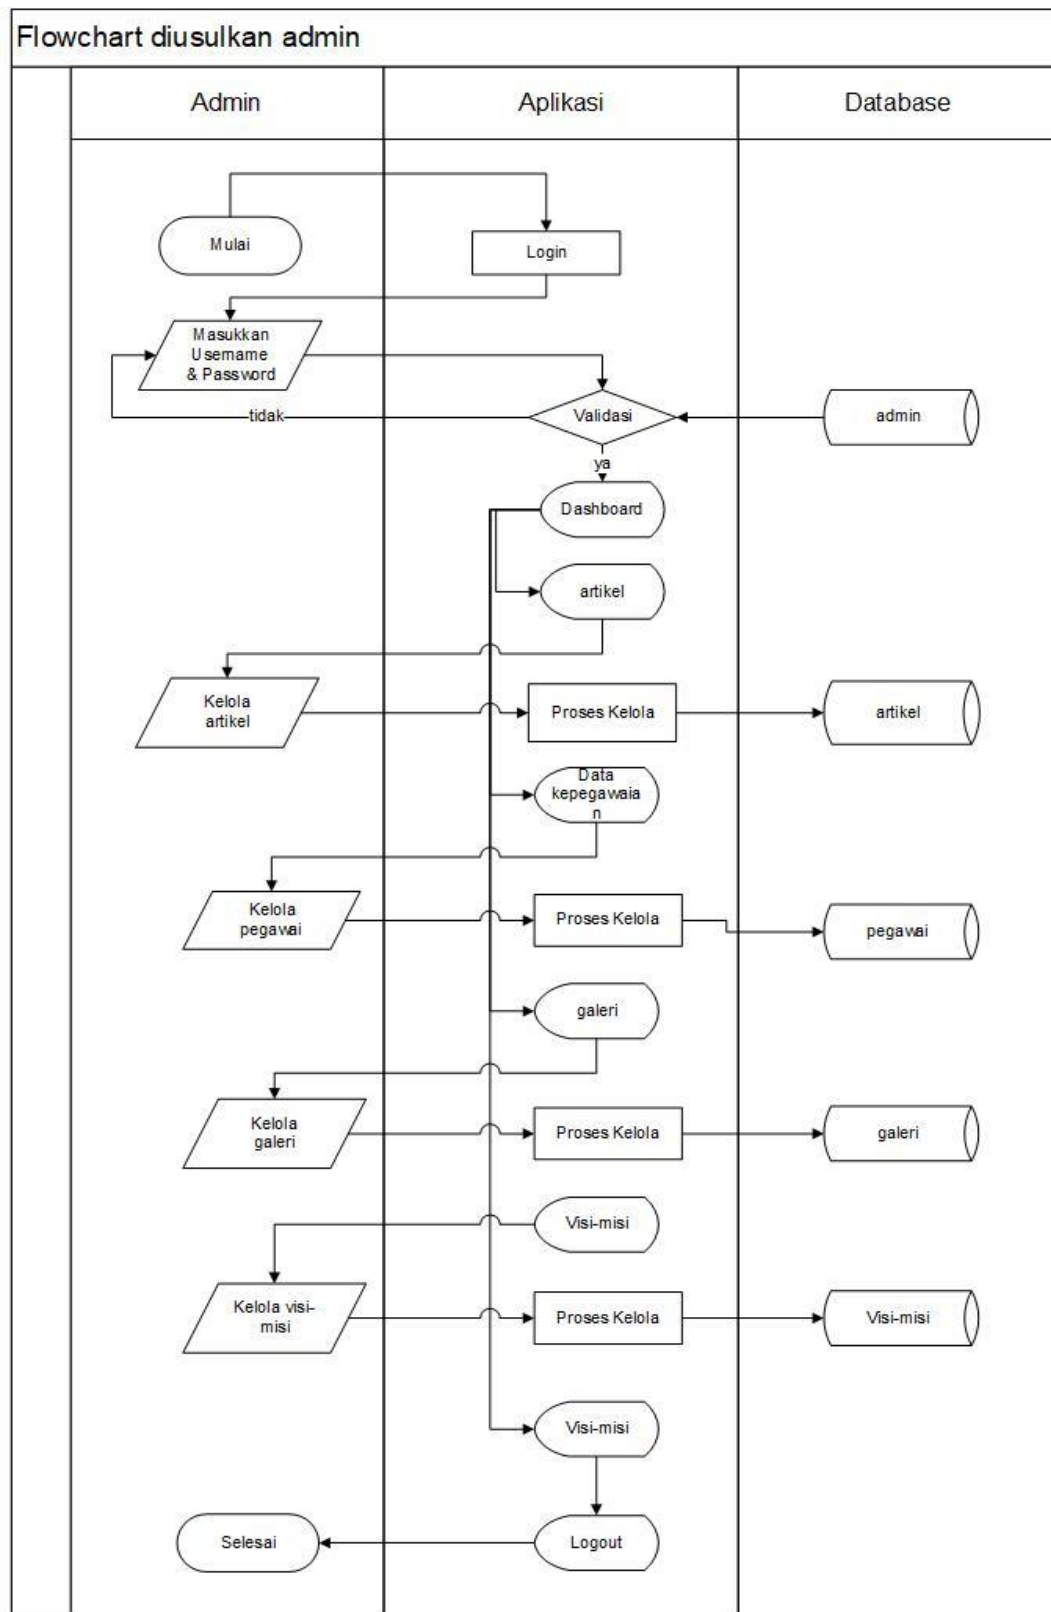 Flowchart diusulkan admin
Admin
Aplikasi
Database
Mulai
Login
Masukkan
Username
& Password
tidak
Validasi
admin
ya
Dashboard
artikel
Kelola
artikel
Proses Kelola
artikel
Data
kepegawaia
n
Kelola
pegawai
Proses Kelola
pegawai
galeri
Kelola
galeri
Proses Kelola
galeri
Visi-misi
Kelola visi-
misi
Proses Kelola
Visi-misi
Visi-misi
Selesai
Logout